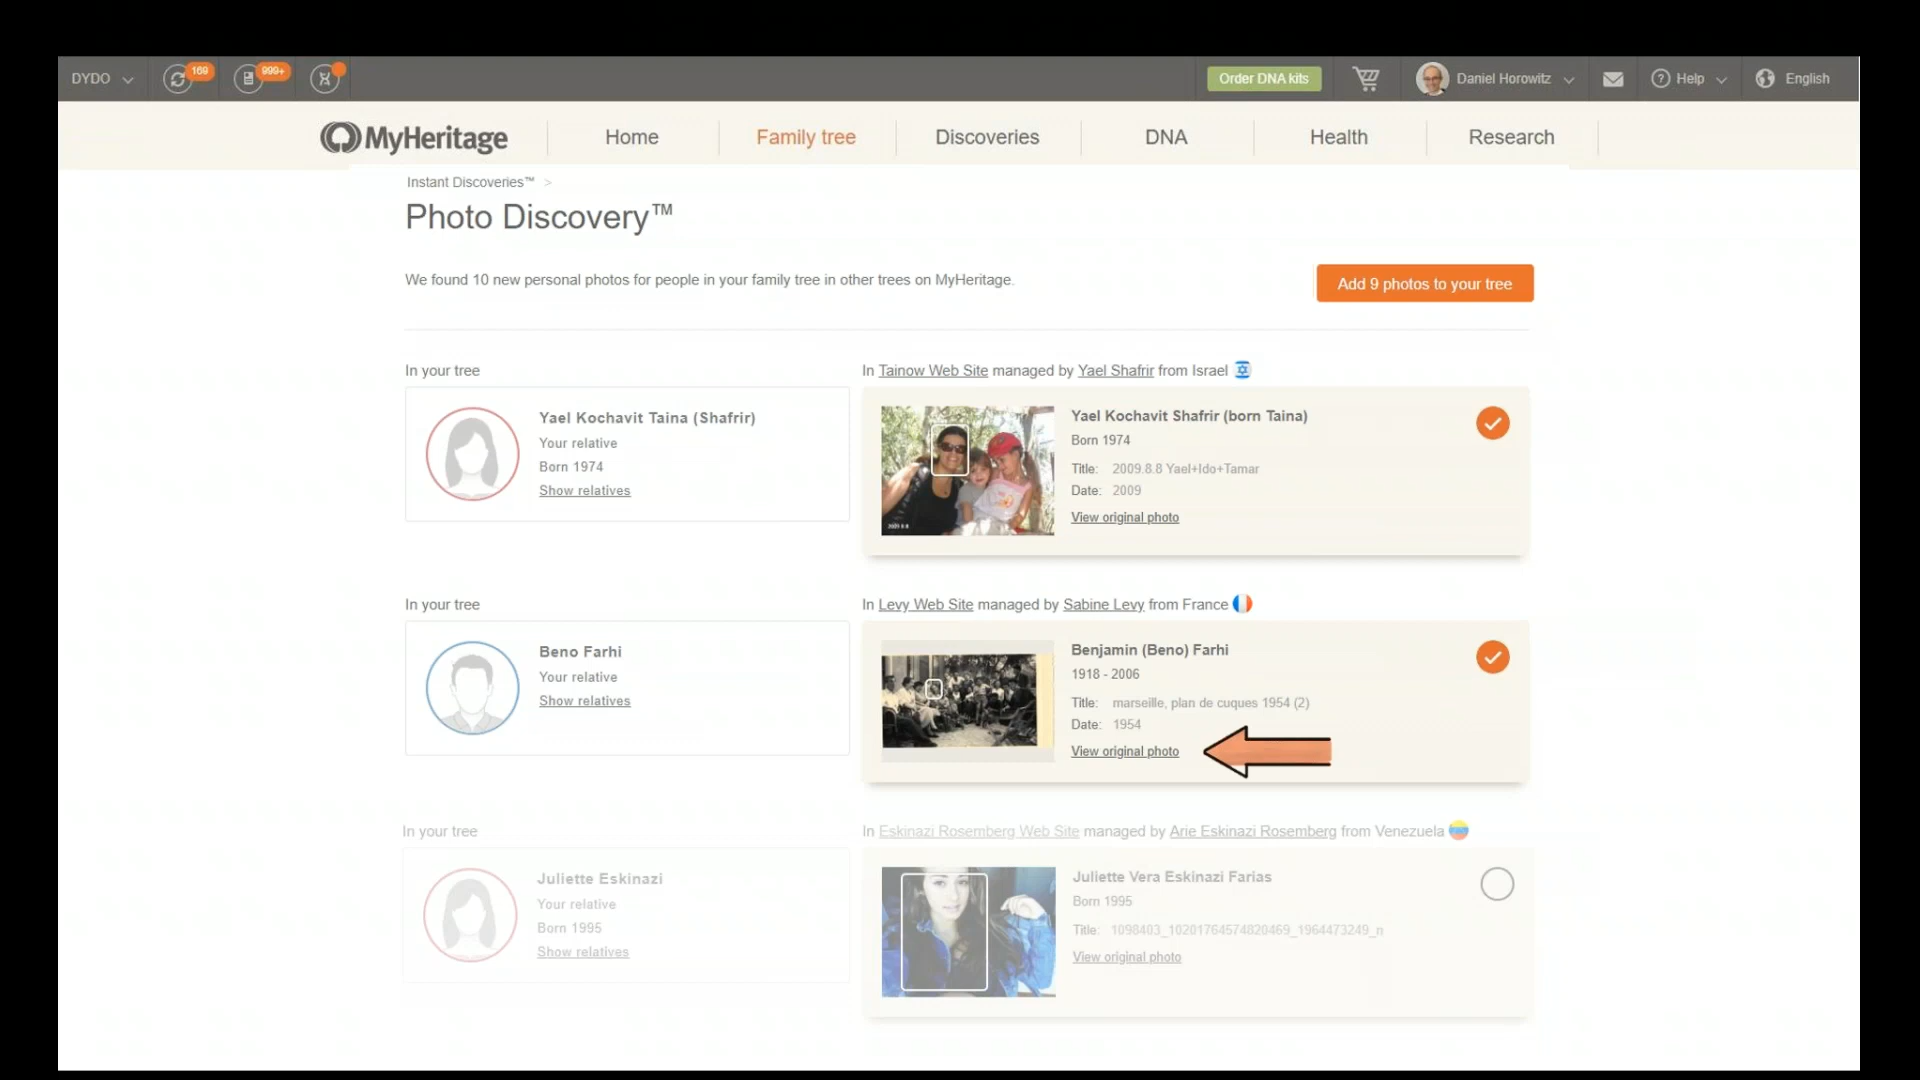 DYDO
169
999+
Order DNA kits
Daniel Horowitz
Help
English
MyHeritage
Home
Family tree
Discoveries
DNA
Health
Research
Instant Discoveries™ >
Photo Discovery™
We found 10 new personal photos for people in your family tree in other trees on MyHeritage.
Add 9 photos to your tree
In your tree
Yael Kochavit Taina (Shafrir)
Your relative
Born 1974
Show relatives
In Tainow Web Site managed by Yael Shafrir from Israel
Yael Kochavit Shafrir (born Taina)
Born 1974
Title: 2009.8.8 Yael+Ido+Tamar
Date: 2009
View original photo
In your tree
Beno Farhi
Your relative
Show relatives
In Levy Web Site managed by Sabine Levy from France
Benjamin (Beno) Farhi
1918 - 2006
Title: marseille, plan de cuques 1954 (2)
Date: 1954
View original photo
In your tree
Juliette Eskinazi
Your relative
Born 1995
Show relatives
In Eskinazi Rosemberg Web Site managed by Arie Eskinazi Rosemberg from Venezuela
Juliette Vera Eskinazi Farias
Born 1995
Title: 1098403_10201764574820469_1964473249_n
View original photo